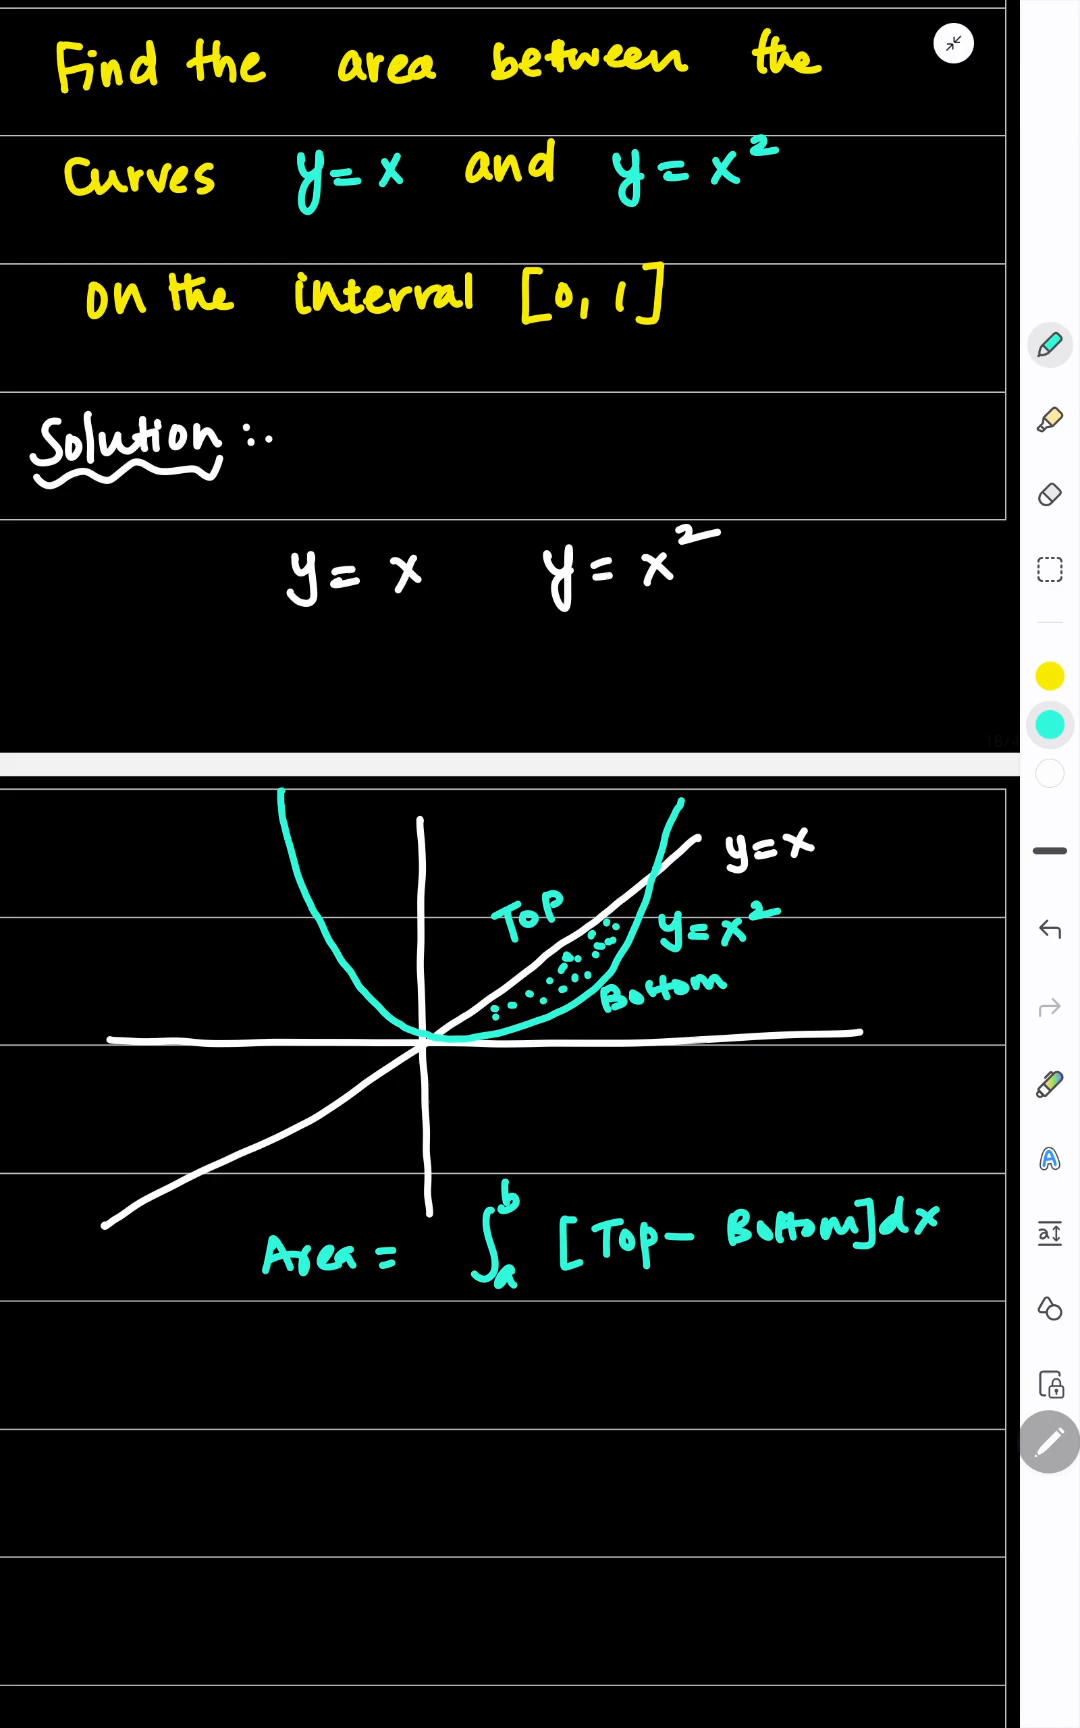 Find the area between the
Curves y = x and y = x²
on the interval [0, 1]
Solution :.
y = x y = x²
y = x
Top
y = x²
Bottom
Area = ∫ₐᵇ [Top - Bottom]dx